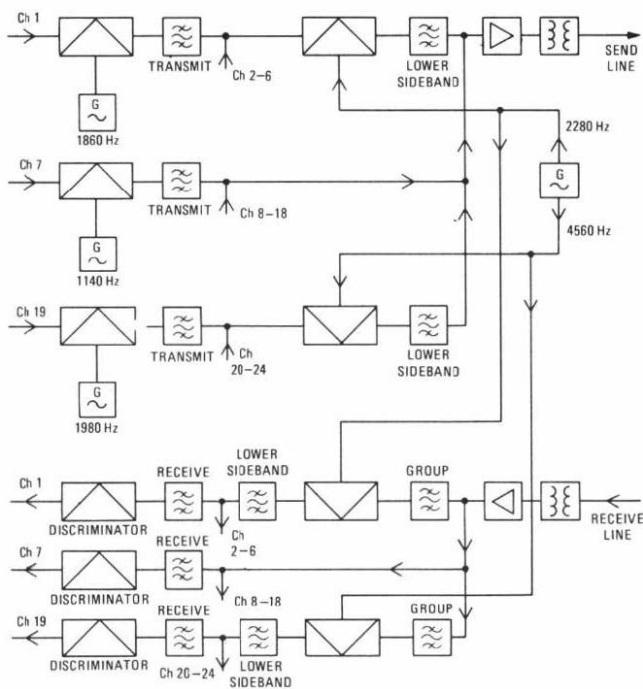 Ch 1
TRANSMIT
Ch 2–6
LOWER
SIDEBAND
SEND
LINE
G
1860 Hz
2280 Hz
G
4560 Hz
Ch 7
TRANSMIT
Ch 8–18
G
1140 Hz
Ch 19
TRANSMIT
Ch
20–24
LOWER
SIDEBAND
G
1980 Hz
Ch 1
DISCRIMINATOR
RECEIVE
LOWER
SIDEBAND
Ch
2–6
GROUP
RECEIVE
LINE
Ch 7
DISCRIMINATOR
RECEIVE
Ch 8–18
Ch 19
DISCRIMINATOR
RECEIVE
Ch 20–24
LOWER
SIDEBAND
GROUP